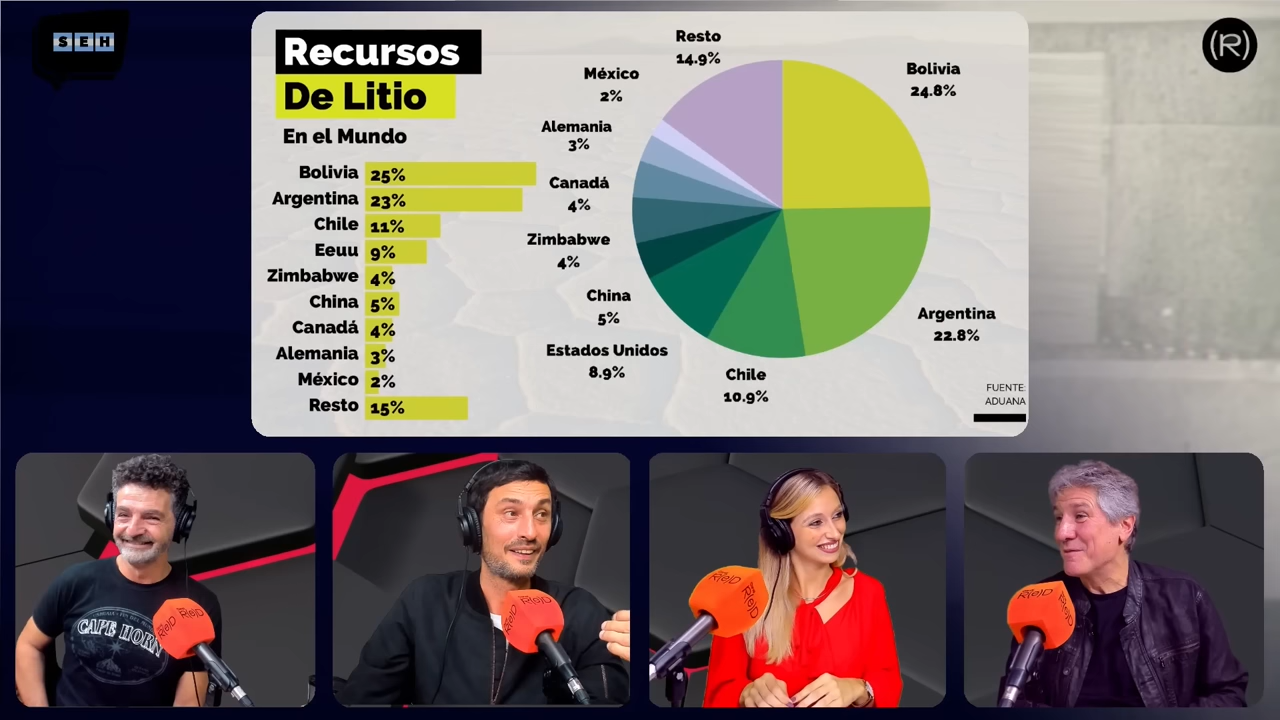 SEH
(R)
Recursos
De Litio
En el Mundo
Bolivia 25%
Argentina 23%
Chile 11%
Eeuu 9%
Zimbabwe 4%
China 5%
Canadá 4%
Alemania 3%
México 2%
Resto 15%
Resto
14.9%
Bolivia
24.8%
México
2%
Alemania
3%
Canadá
4%
Zimbabwe
4%
China
5%
Estados Unidos
8.9%
Chile
10.9%
Argentina
22.8%
FUENTE:
ADUANA
CAPE HORN